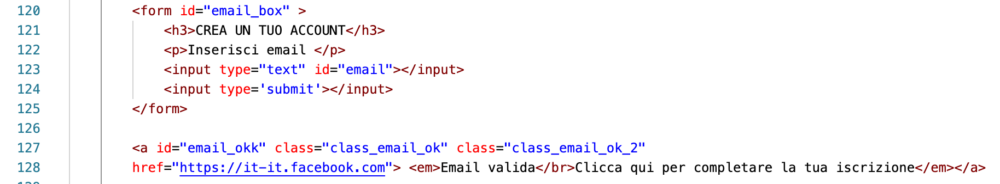 120 <form id="email_box" >
121 <h3>CREA UN TUO ACCOUNT</h3>
122 <p>Inserisci email </p>
123 <input type="text" id="email"></input>
124 <input type='submit'></input>
125 </form>
126
127 <a id="email_okk" class="class_email_ok" class="class_email_ok_2"
128 href="https://it-it.facebook.com"> <em>Email valida</br>Clicca qui per completare la tua iscrizione</em></a>